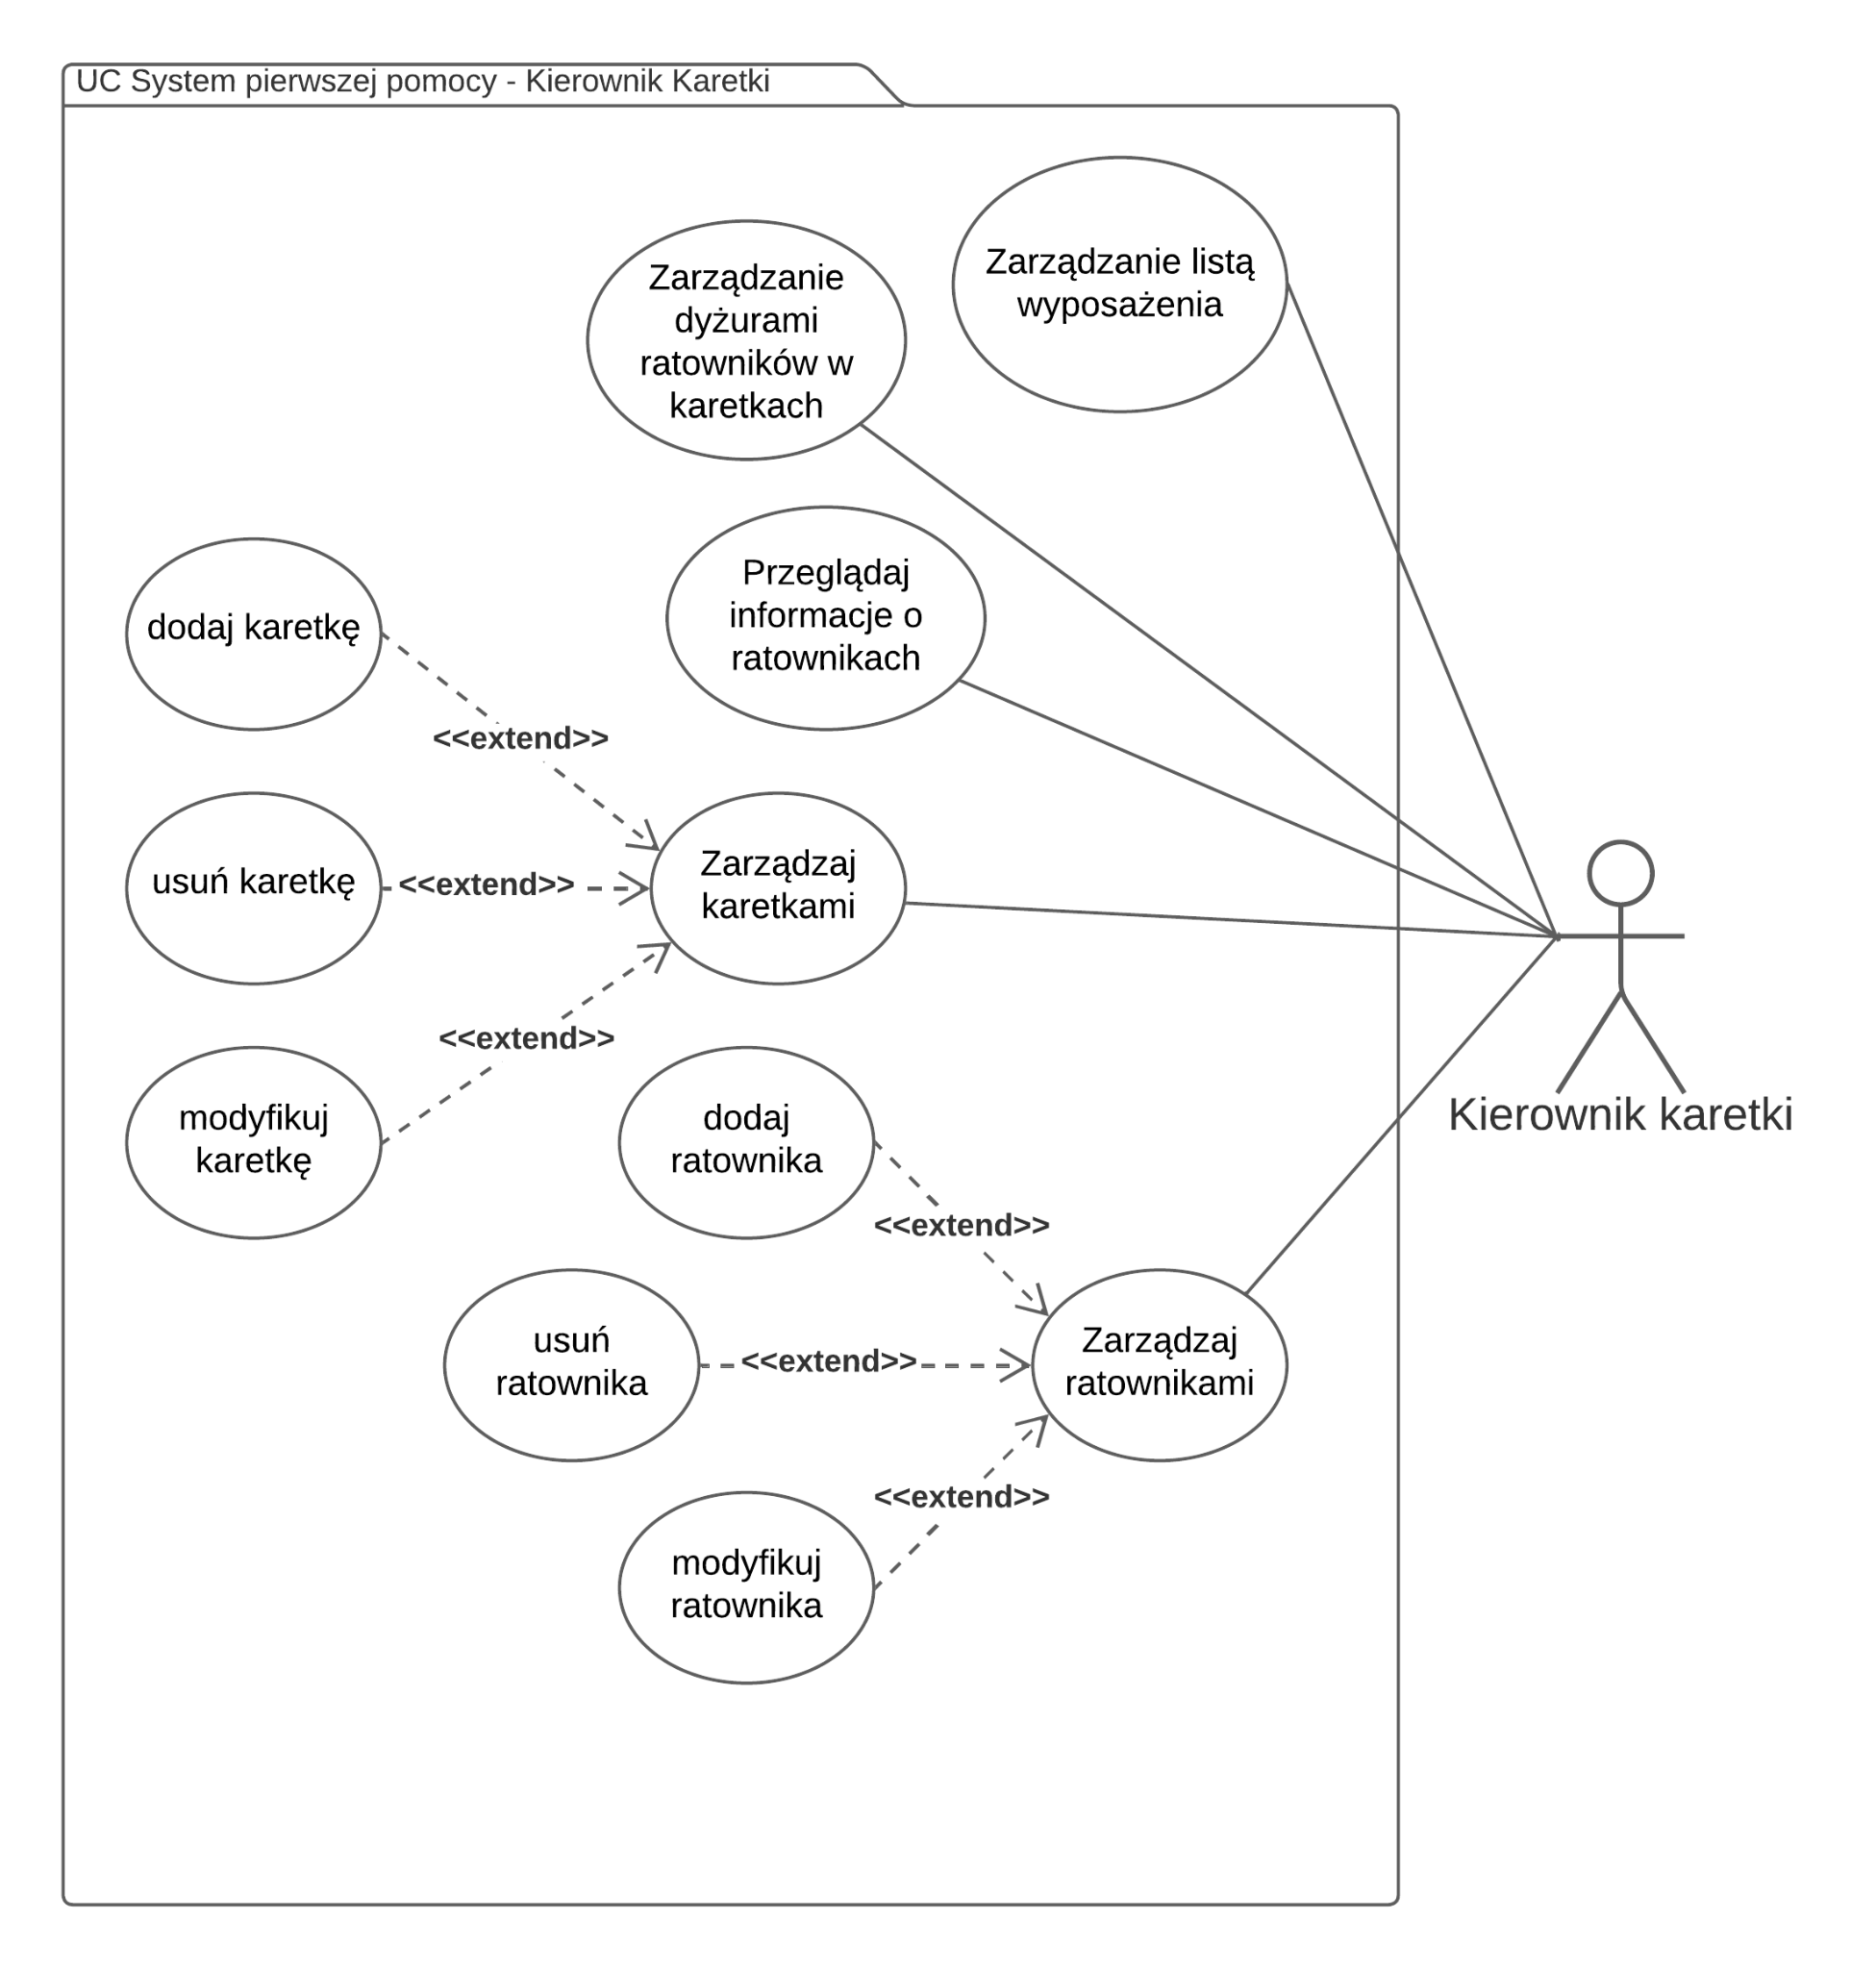 UC System pierwszej pomocy - Kierownik Karetki
Zarządzanie listą
wyposażenia
Zarządzanie
dyżurami
ratowników w
karetkach
Przeglądaj
informacje o
ratownikach
dodaj karetkę
<<extend>>
usuń karetkę
<<extend>>
Zarządzaj
karetkami
<<extend>>
modyfikuj
karetkę
Kierownik karetki
dodaj
ratownika
<<extend>>
usuń
ratownika
<<extend>>
Zarządzaj
ratownikami
<<extend>>
modyfikuj
ratownika